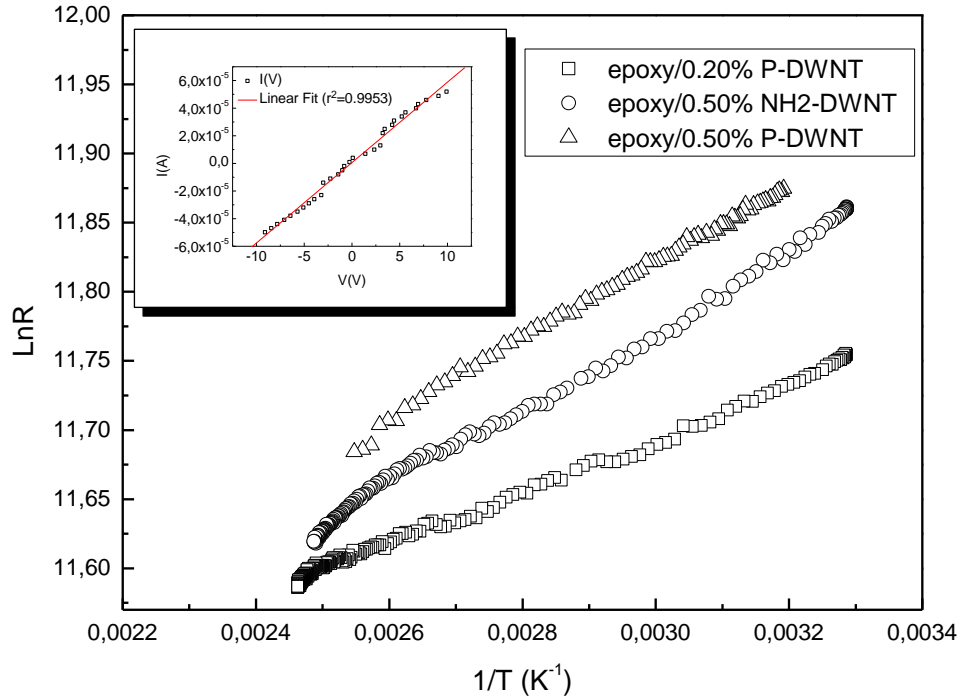 12,00
11,95
11,90
11,85
11,80
11,75
11,70
11,65
11,60
LnR
0,0022
0,0024
0,0026
0,0028
0,0030
0,0032
0,0034
1/T (K⁻¹)
epoxy/0.20% P-DWNT
epoxy/0.50% NH2-DWNT
epoxy/0.50% P-DWNT
I(V)
Linear Fit (r²=0.9953)
6,0x10⁻⁵
4,0x10⁻⁵
2,0x10⁻⁵
0,0
-2,0x10⁻⁵
-4,0x10⁻⁵
-6,0x10⁻⁵
I(A)
-10
-5
0
5
10
V(V)